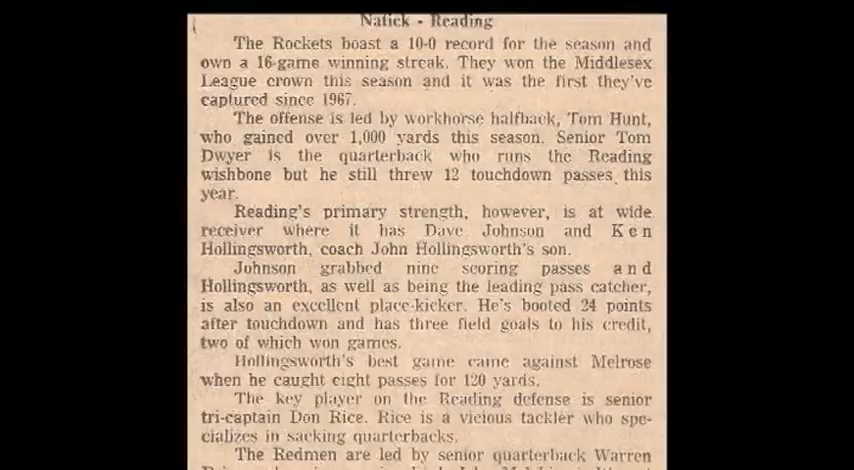 Natick - Reading
The Rockets boast a 10-0 record for the season and
own a 16-game winning streak. They won the Middlesex
League crown this season and it was the first they've
captured since 1967.
The offense is led by workhorse halfback, Tom Hunt,
who gained over 1,000 yards this season. Senior Tom
Dwyer is the quarterback who runs the Reading
wishbone but he still threw 12 touchdown passes this
year.
Reading's primary strength, however, is at wide
receiver where it has Dave Johnson and Ken
Hollingsworth, coach John Hollingsworth's son.
Johnson grabbed nine scoring passes and
Hollingsworth, as well as being the leading pass catcher,
is also an excellent place-kicker. He's booted 24 points
after touchdown and has three field goals to his credit,
two of which won games.
Hollingsworth's best game came against Melrose
when he caught eight passes for 120 yards.
The key player on the Reading defense is senior
tri-captain Don Rice. Rice is a vicious tackler who spe-
cializes in sacking quarterbacks.
The Redmen are led by senior quarterback Warren